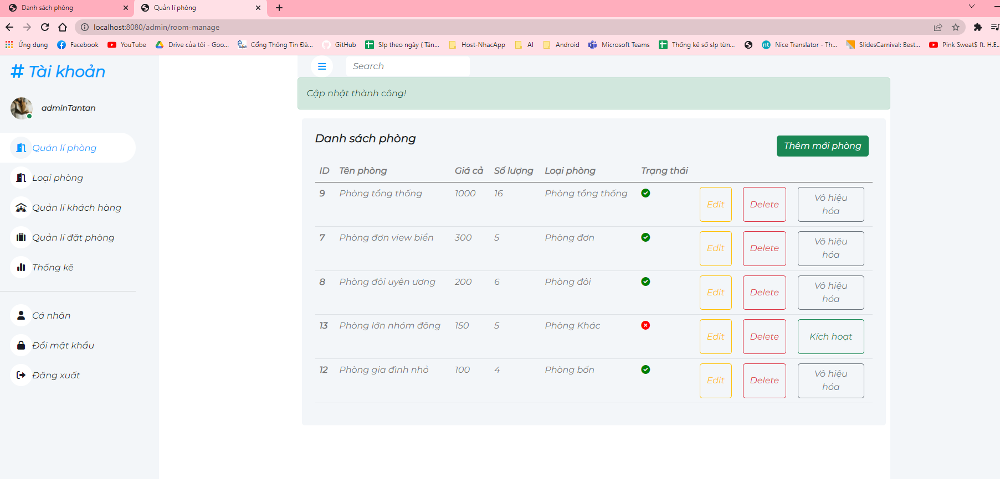 Danh sách phòng
Quản lí phòng
localhost:8080/admin/room-manage
Ứng dụng Facebook YouTube Drive của tôi - Goo... Cổng Thông Tin Đà... GitHub Slp theo ngày ( Tân... Host-NhacApp AI Android Microsoft Teams Thống kê số slp từn... Nice Translator - Th... SlidesCarnival: Best... Pink Sweat$ ft. H.E...
# Tài khoản
adminTantan
Quản lí phòng
Loại phòng
Quản lí khách hàng
Quản lí đặt phòng
Thống kê
Cá nhân
Đổi mật khẩu
Đăng xuất
Search
Cập nhật thành công!
Danh sách phòng
Thêm mới phòng
ID Tên phòng Giá cả Số lượng Loại phòng Trạng thái
9 Phòng tổng thống 1000 16 Phòng tổng thống Edit Delete Vô hiệu hóa
7 Phòng đơn view biển 300 5 Phòng đơn Edit Delete Vô hiệu hóa
8 Phòng đôi uyên ương 200 6 Phòng đôi Edit Delete Vô hiệu hóa
13 Phòng lớn nhóm đông 150 5 Phòng Khác Edit Delete Kích hoạt
12 Phòng gia đình nhỏ 100 4 Phòng bốn Edit Delete Vô hiệu hóa